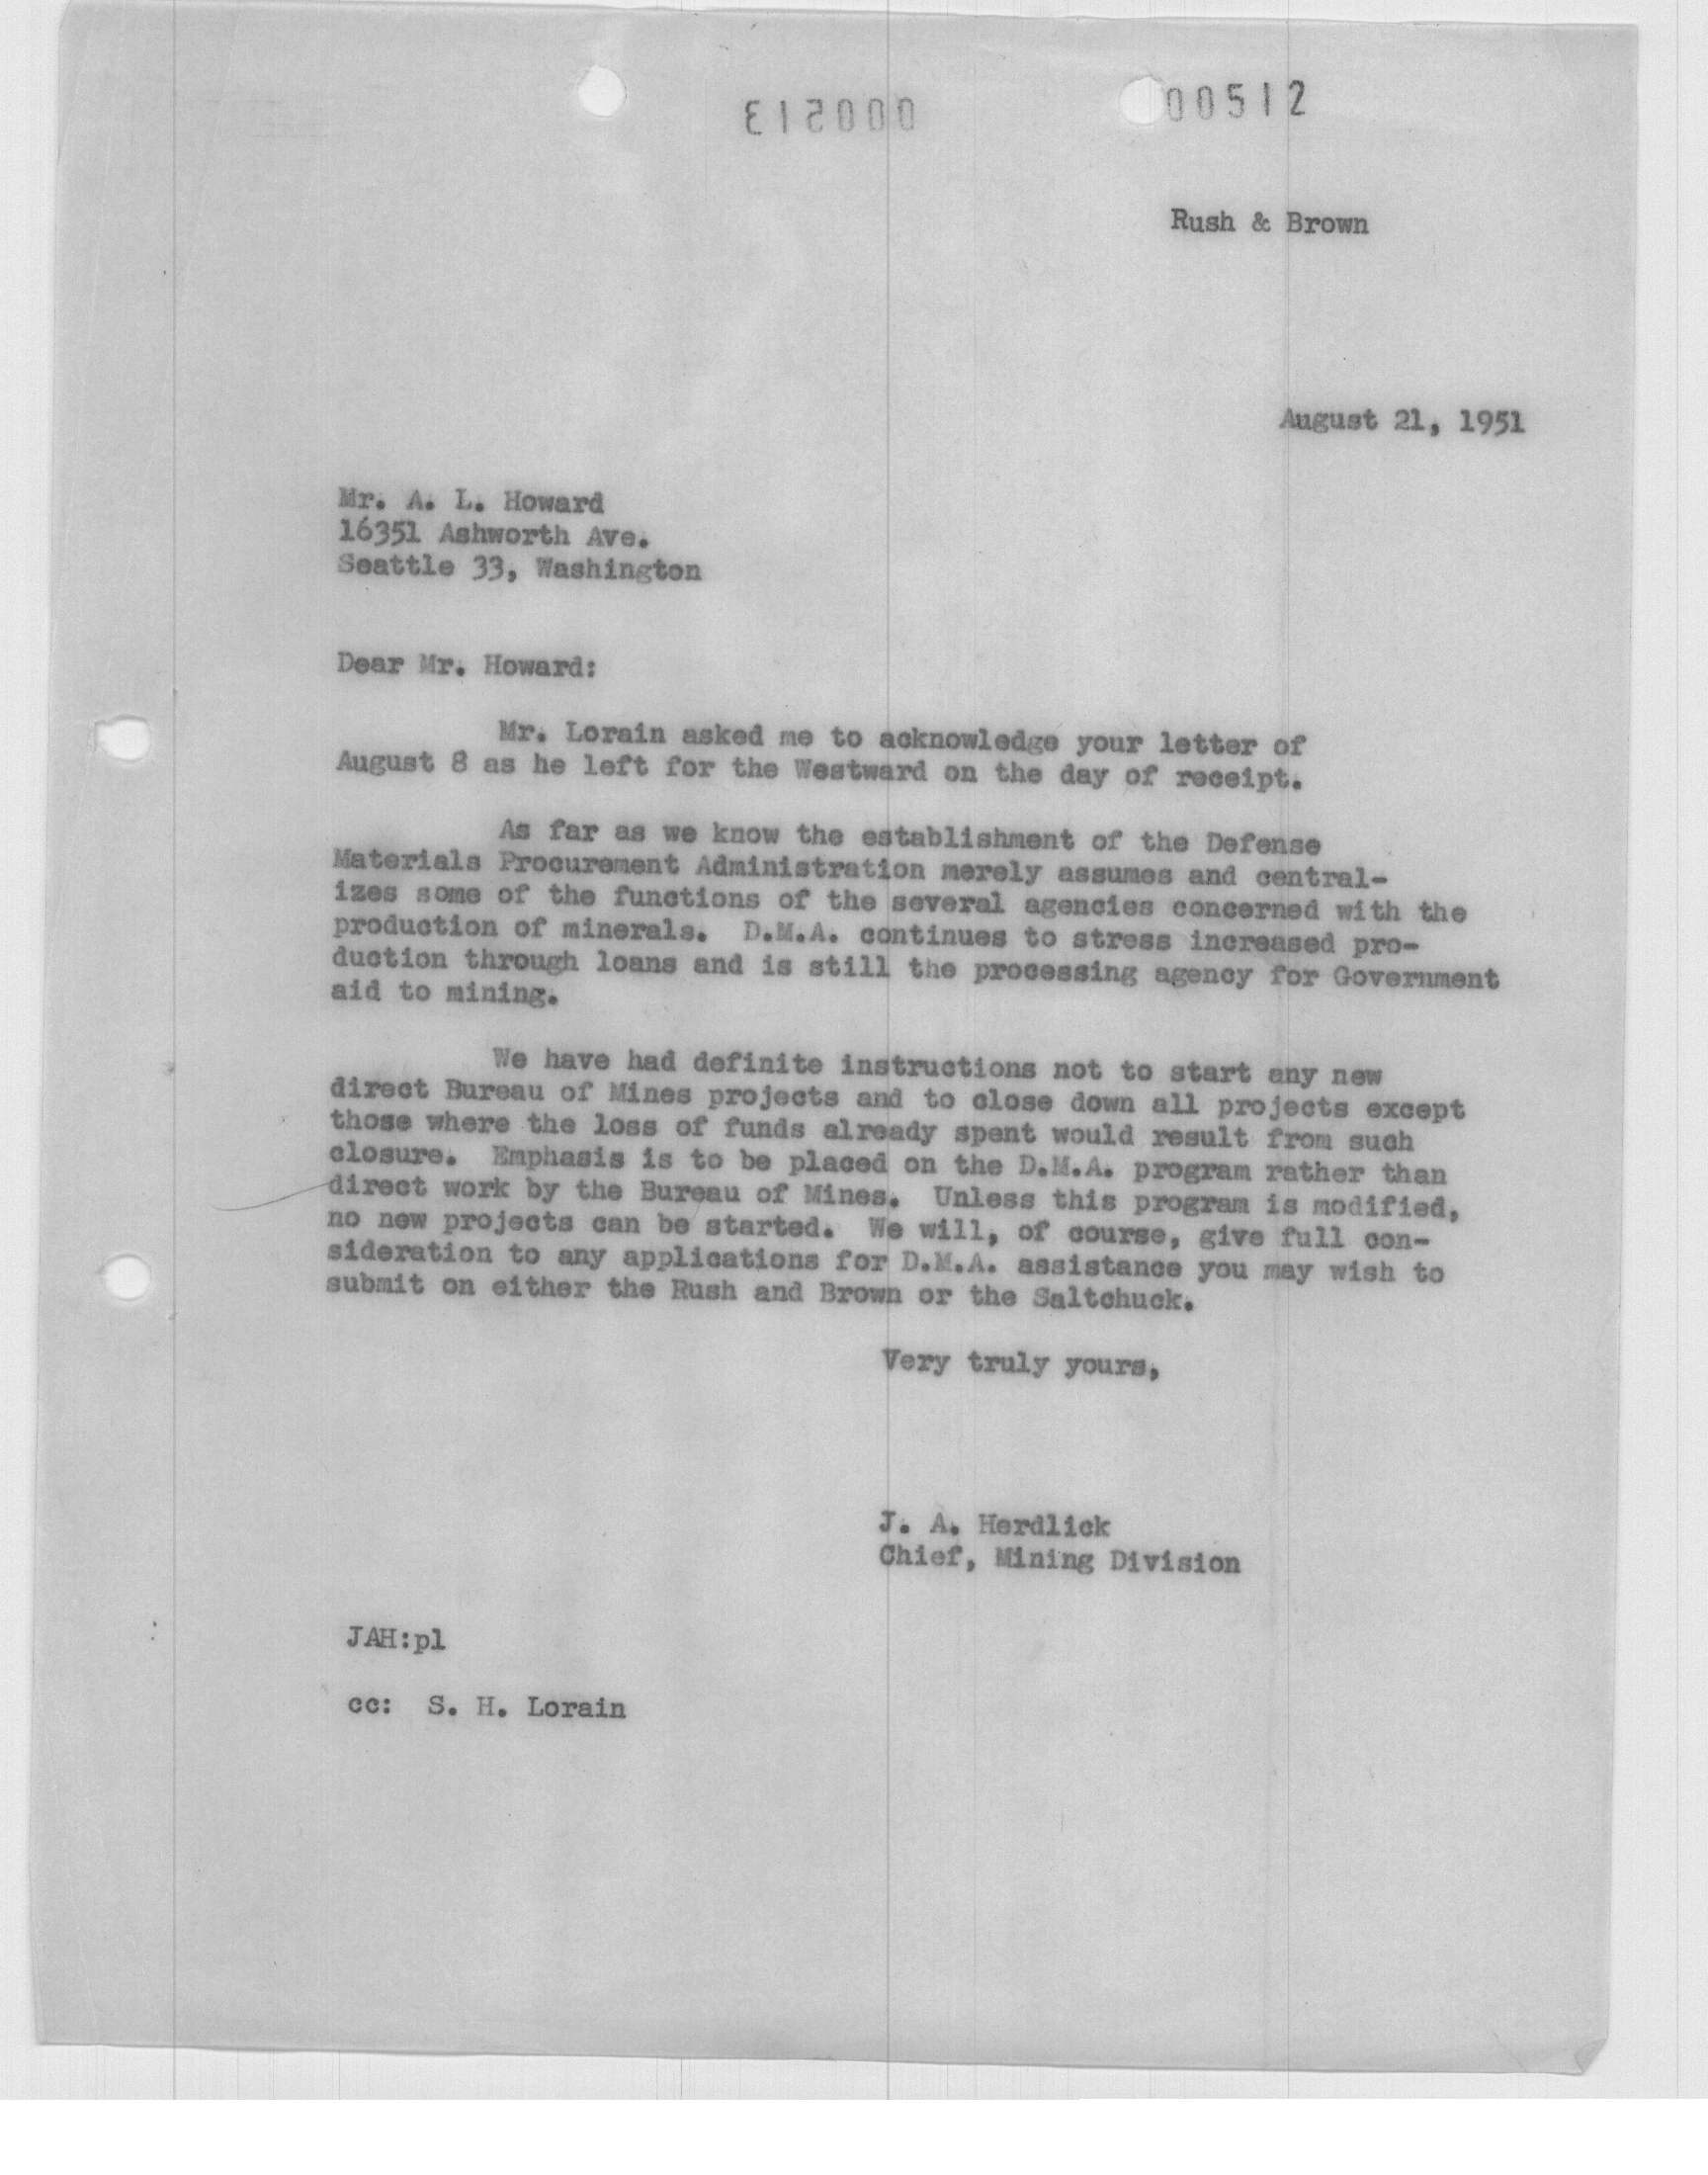 000513
00512
Rush & Brown
August 21, 1951
Mr. A. L. Howard
16351 Ashworth Ave.
Seattle 33, Washington
Dear Mr. Howard:
Mr. Lorain asked me to acknowledge your letter of
August 8 as he left for the Westward on the day of receipt.
As far as we know the establishment of the Defense
Materials Procurement Administration merely assumes and central-
izes some of the functions of the several agencies concerned with the
production of minerals. D.M.A. continues to stress increased pro-
duction through loans and is still the processing agency for Government
aid to mining.
We have had definite instructions not to start any new
direct Bureau of Mines projects and to close down all projects except
those where the loss of funds already spent would result from such
closure. Emphasis is to be placed on the D.M.A. program rather than
direct work by the Bureau of Mines. Unless this program is modified,
no new projects can be started. We will, of course, give full con-
sideration to any applications for D.M.A. assistance you may wish to
submit on either the Rush and Brown or the Saltchuck.
Very truly yours,
J. A. Herdlick
Chief, Mining Division
JAH:pl
cc: S. H. Lorain